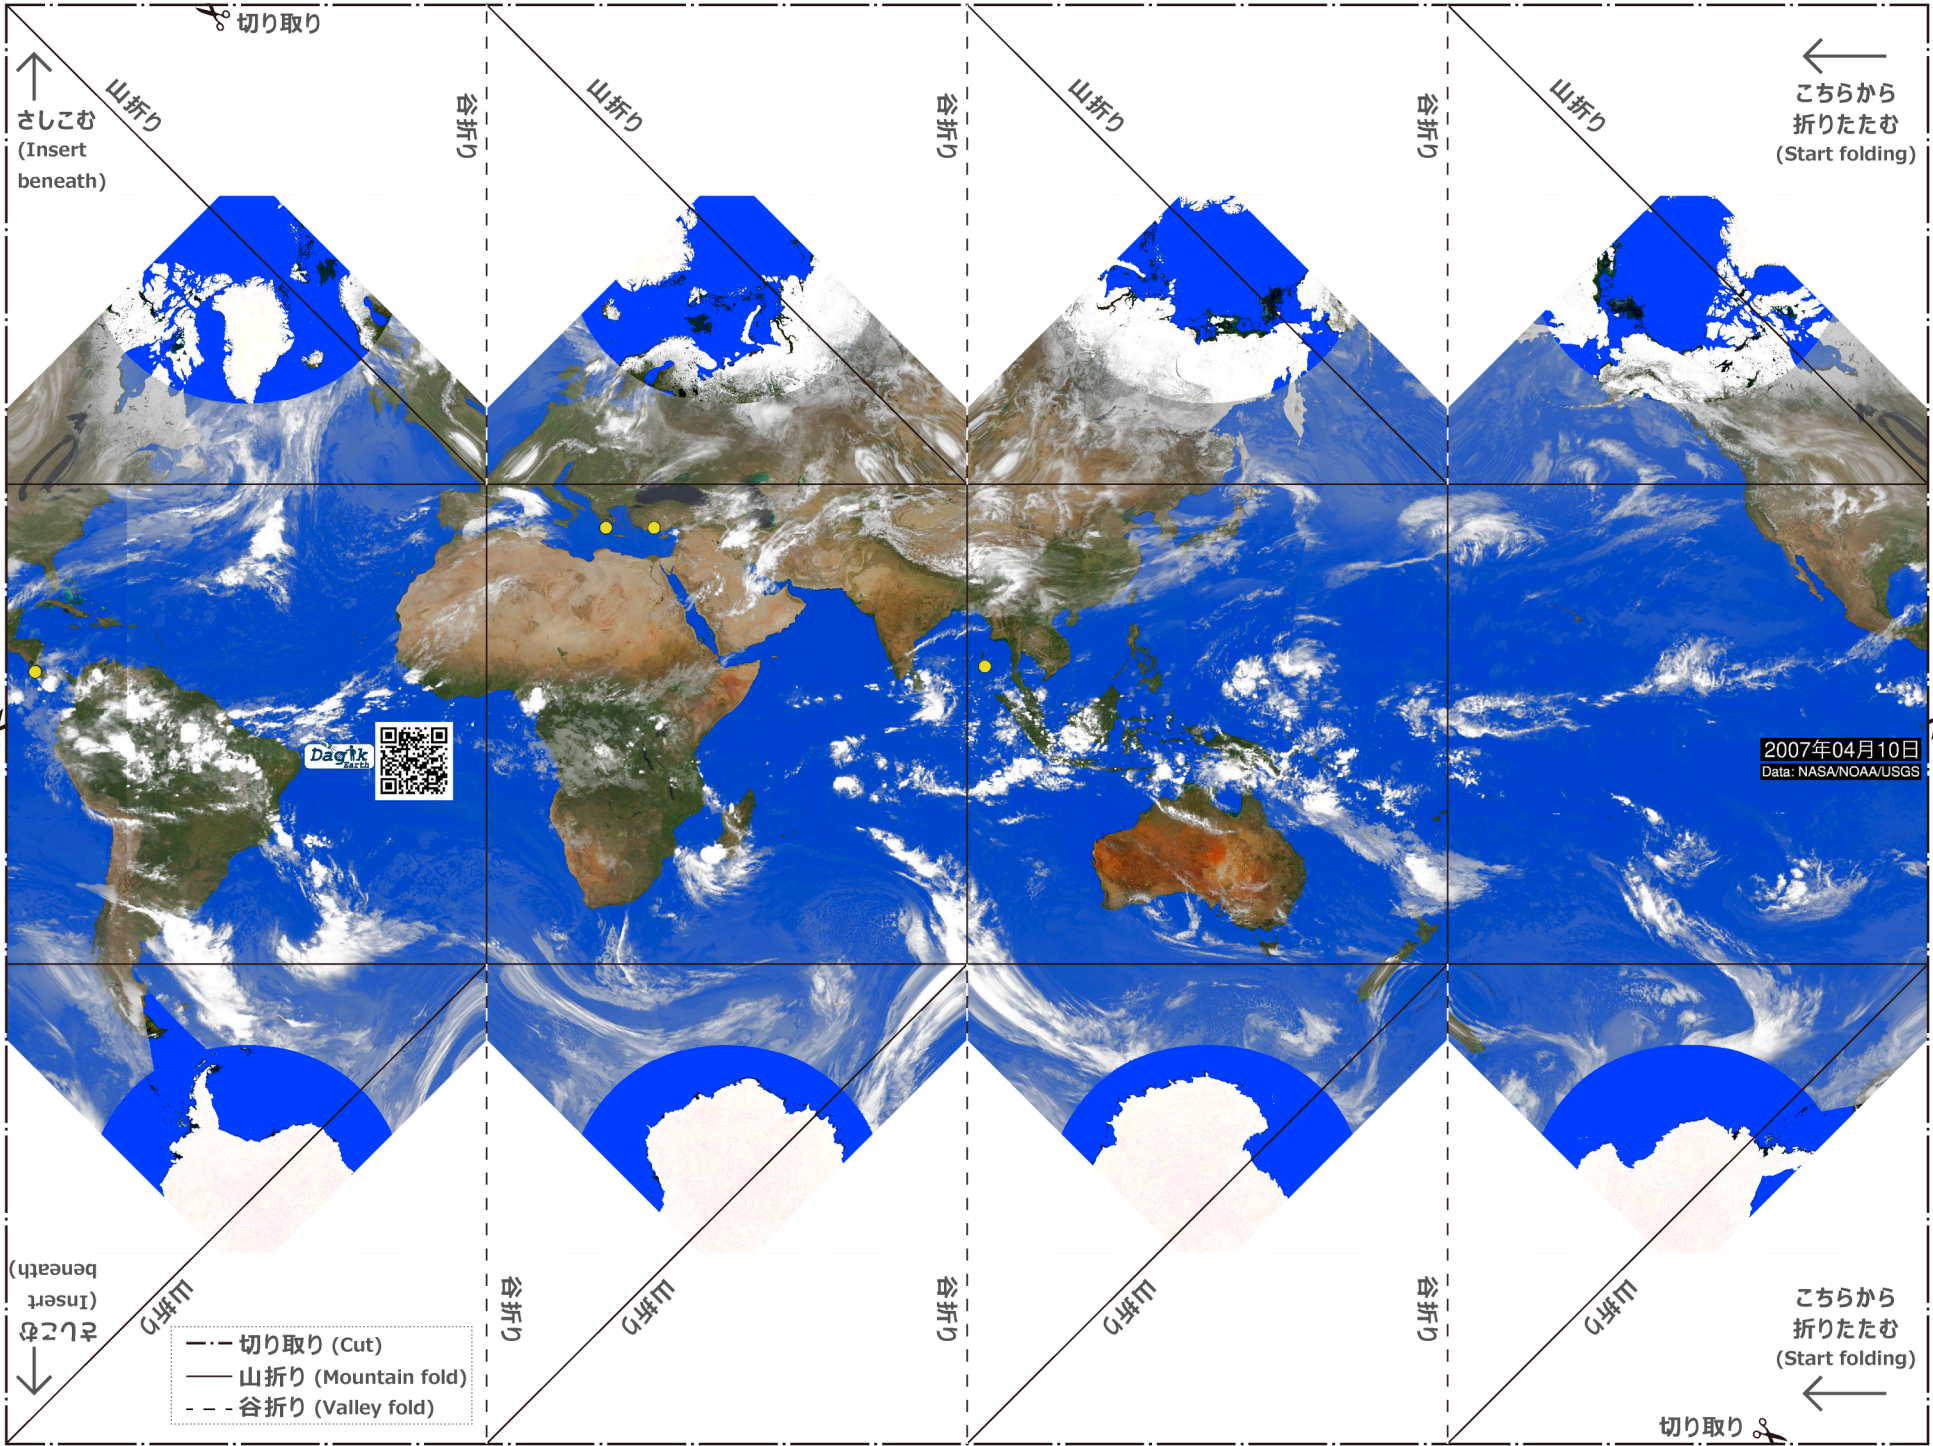 切り取り
さしこむ
(Insert
beneath)
山折り
谷折り
山折り
谷折り
山折り
谷折り
山折り
こちらから
折りたたむ
(Start folding)
Dagik
Earth
2007年04月10日
Data: NASA/NOAA/USGS
さしこむ
(Insert
beneath)
山折り
谷折り
山折り
谷折り
山折り
谷折り
山折り
こちらから
折りたたむ
(Start folding)
切り取り (Cut)
山折り (Mountain fold)
谷折り (Valley fold)
切り取り